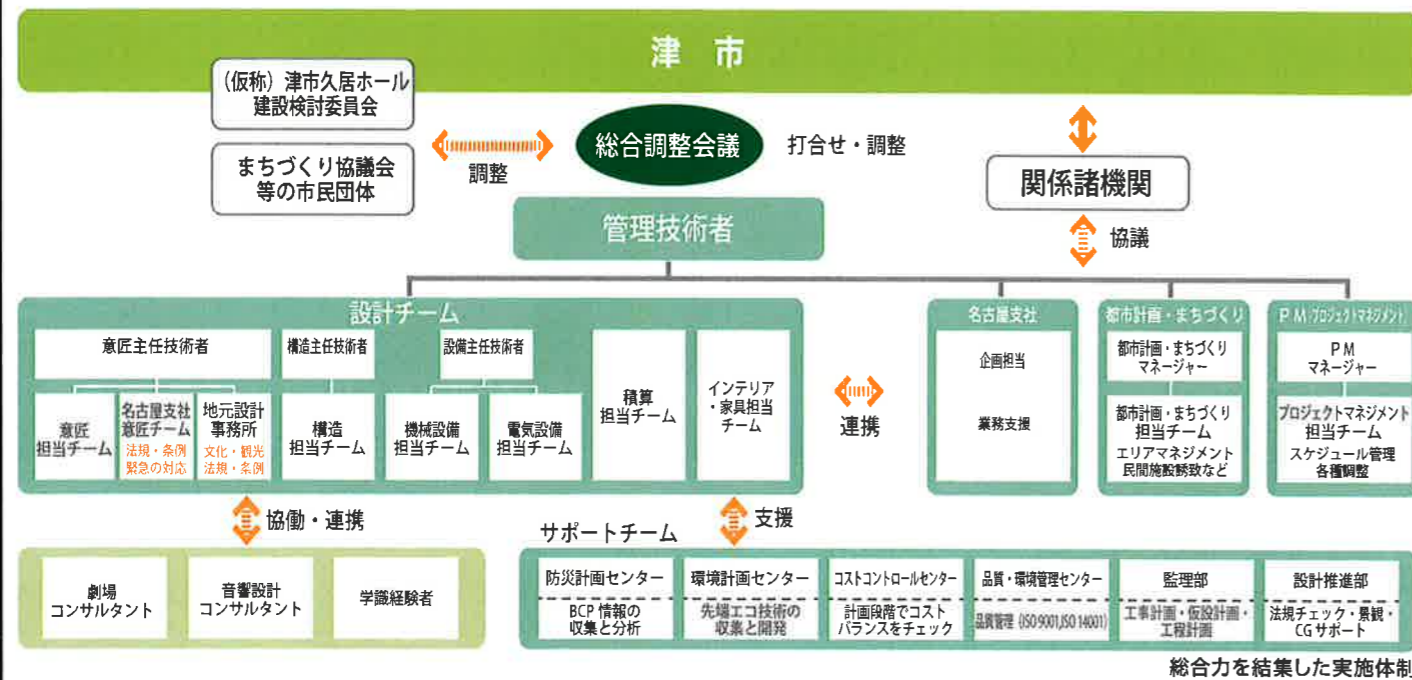 津 市
(仮称) 津市久居ホール
建設検討委員会
まちづくり協議会
等の市民団体
調整
総合調整会議
打合せ・調整
関係諸機関
協議
管理技術者
設計チーム
意匠主任技術者
意匠
担当チーム
名古屋支社
意匠チーム
法規・条例
緊急の対応
地元設計
事務所
文化・観光
法規・条例
構造主任技術者
構造
担当チーム
設備主任技術者
機械設備
担当チーム
電気設備
担当チーム
積算
担当チーム
インテリア
・家具担当
チーム
連携
名古屋支社
企画担当
業務支援
都市計画・まちづくり
都市計画・まちづくり
マネージャー
都市計画・まちづくり
担当チーム
エリアマネジメント
民間施設誘致など
PM・プロジェクトマネジメント
PM
マネージャー
プロジェクトマネジメント
担当チーム
スケジュール管理
各種調整
協働・連携
支援
劇場
コンサルタント
音響設計
コンサルタント
学識経験者
サポートチーム
防災計画センター
BCP 情報の
収集と分析
環境計画センター
先端エコ技術の
収集と開発
コストコントロールセンター
計画段階でコスト
バランスをチェック
品質・環境管理センター
品質管理 (ISO9001,ISO14001)
監理部
工事計画・仮設計画・
工程計画
設計推進部
法規チェック・景観・
CG サポート
総合力を結集した実施体制